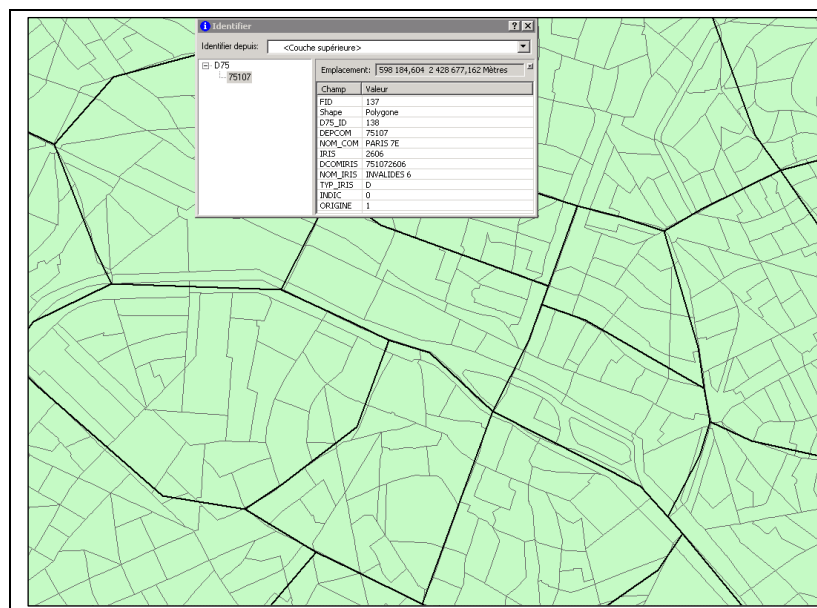 Identifier
Identifier depuis: <Couche supérieure>
D75
75107
Emplacement: 598 184,604 2 428 677,162 Mètres
Champ Valeur
FID 137
Shape Polygone
D75_ID 138
DEPCOM 75107
NOM_COM PARIS 7E
IRIS 2606
DCOMIRIS 751072606
NOM_IRIS INVALIDES 6
TYP_IRIS D
INDIC 0
ORIGINE 1